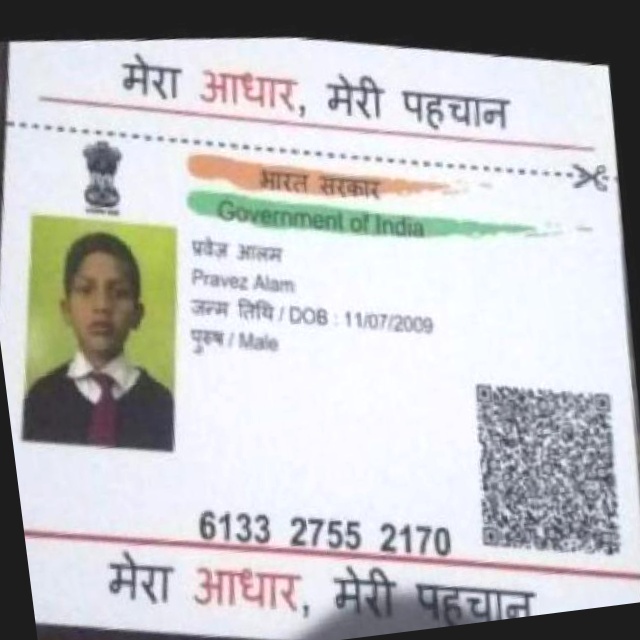 मेरा आधार, मेरी पहचान
भारत सरकार
Government of India
प्रवेज़ आलम
Pravez Alam
जन्म तिथि / DOB : 11/07/2009
पुरुष / Male
6133 2755 2170
मेरा आधार, मेरी पहचान